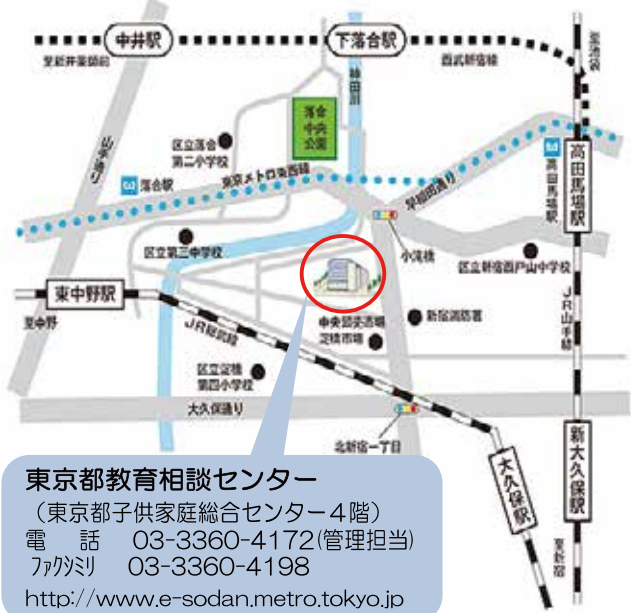 中井駅
下落合駅
至新井薬師前
西武新宿線
至池袋
神田川
落合
中央
公園
区立落合
第二小学校
山手通り
落合駅
東京メトロ東西線
早稲田通り
高田馬場駅
高田馬場駅
小滝橋
区立第三中学校
区立新宿西戸山中学校
東中野駅
至中野
JR総武線
中央卸売市場
淀橋市場
新宿消防署
JR山手線
区立淀橋
第四小学校
大久保通り
北新宿一丁目
大久保駅
新大久保駅
至新宿
東京都教育相談センター
(東京都子供家庭総合センター4階)
電 話 03-3360-4172(管理担当)
ファクシミリ 03-3360-4198
http://www.e-sodan.metro.tokyo.jp